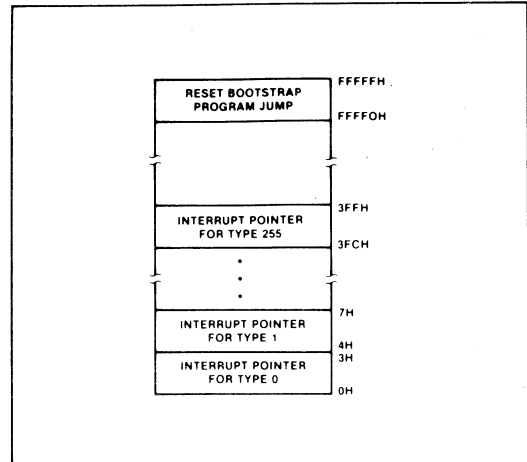 FFFFFH
RESET BOOTSTRAP
PROGRAM JUMP
FFFF0H
3FFH
INTERRUPT POINTER
FOR TYPE 255
3FCH
7H
INTERRUPT POINTER
FOR TYPE 1
4H
3H
INTERRUPT POINTER
FOR TYPE 0
0H